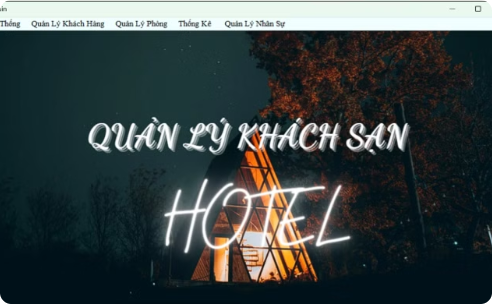 Thống Quản Lý Khách Hàng Quản Lý Phòng Thống Kê Quản Lý Nhân Sự
QUẢN LÝ KHÁCH SẠN
HOTEL